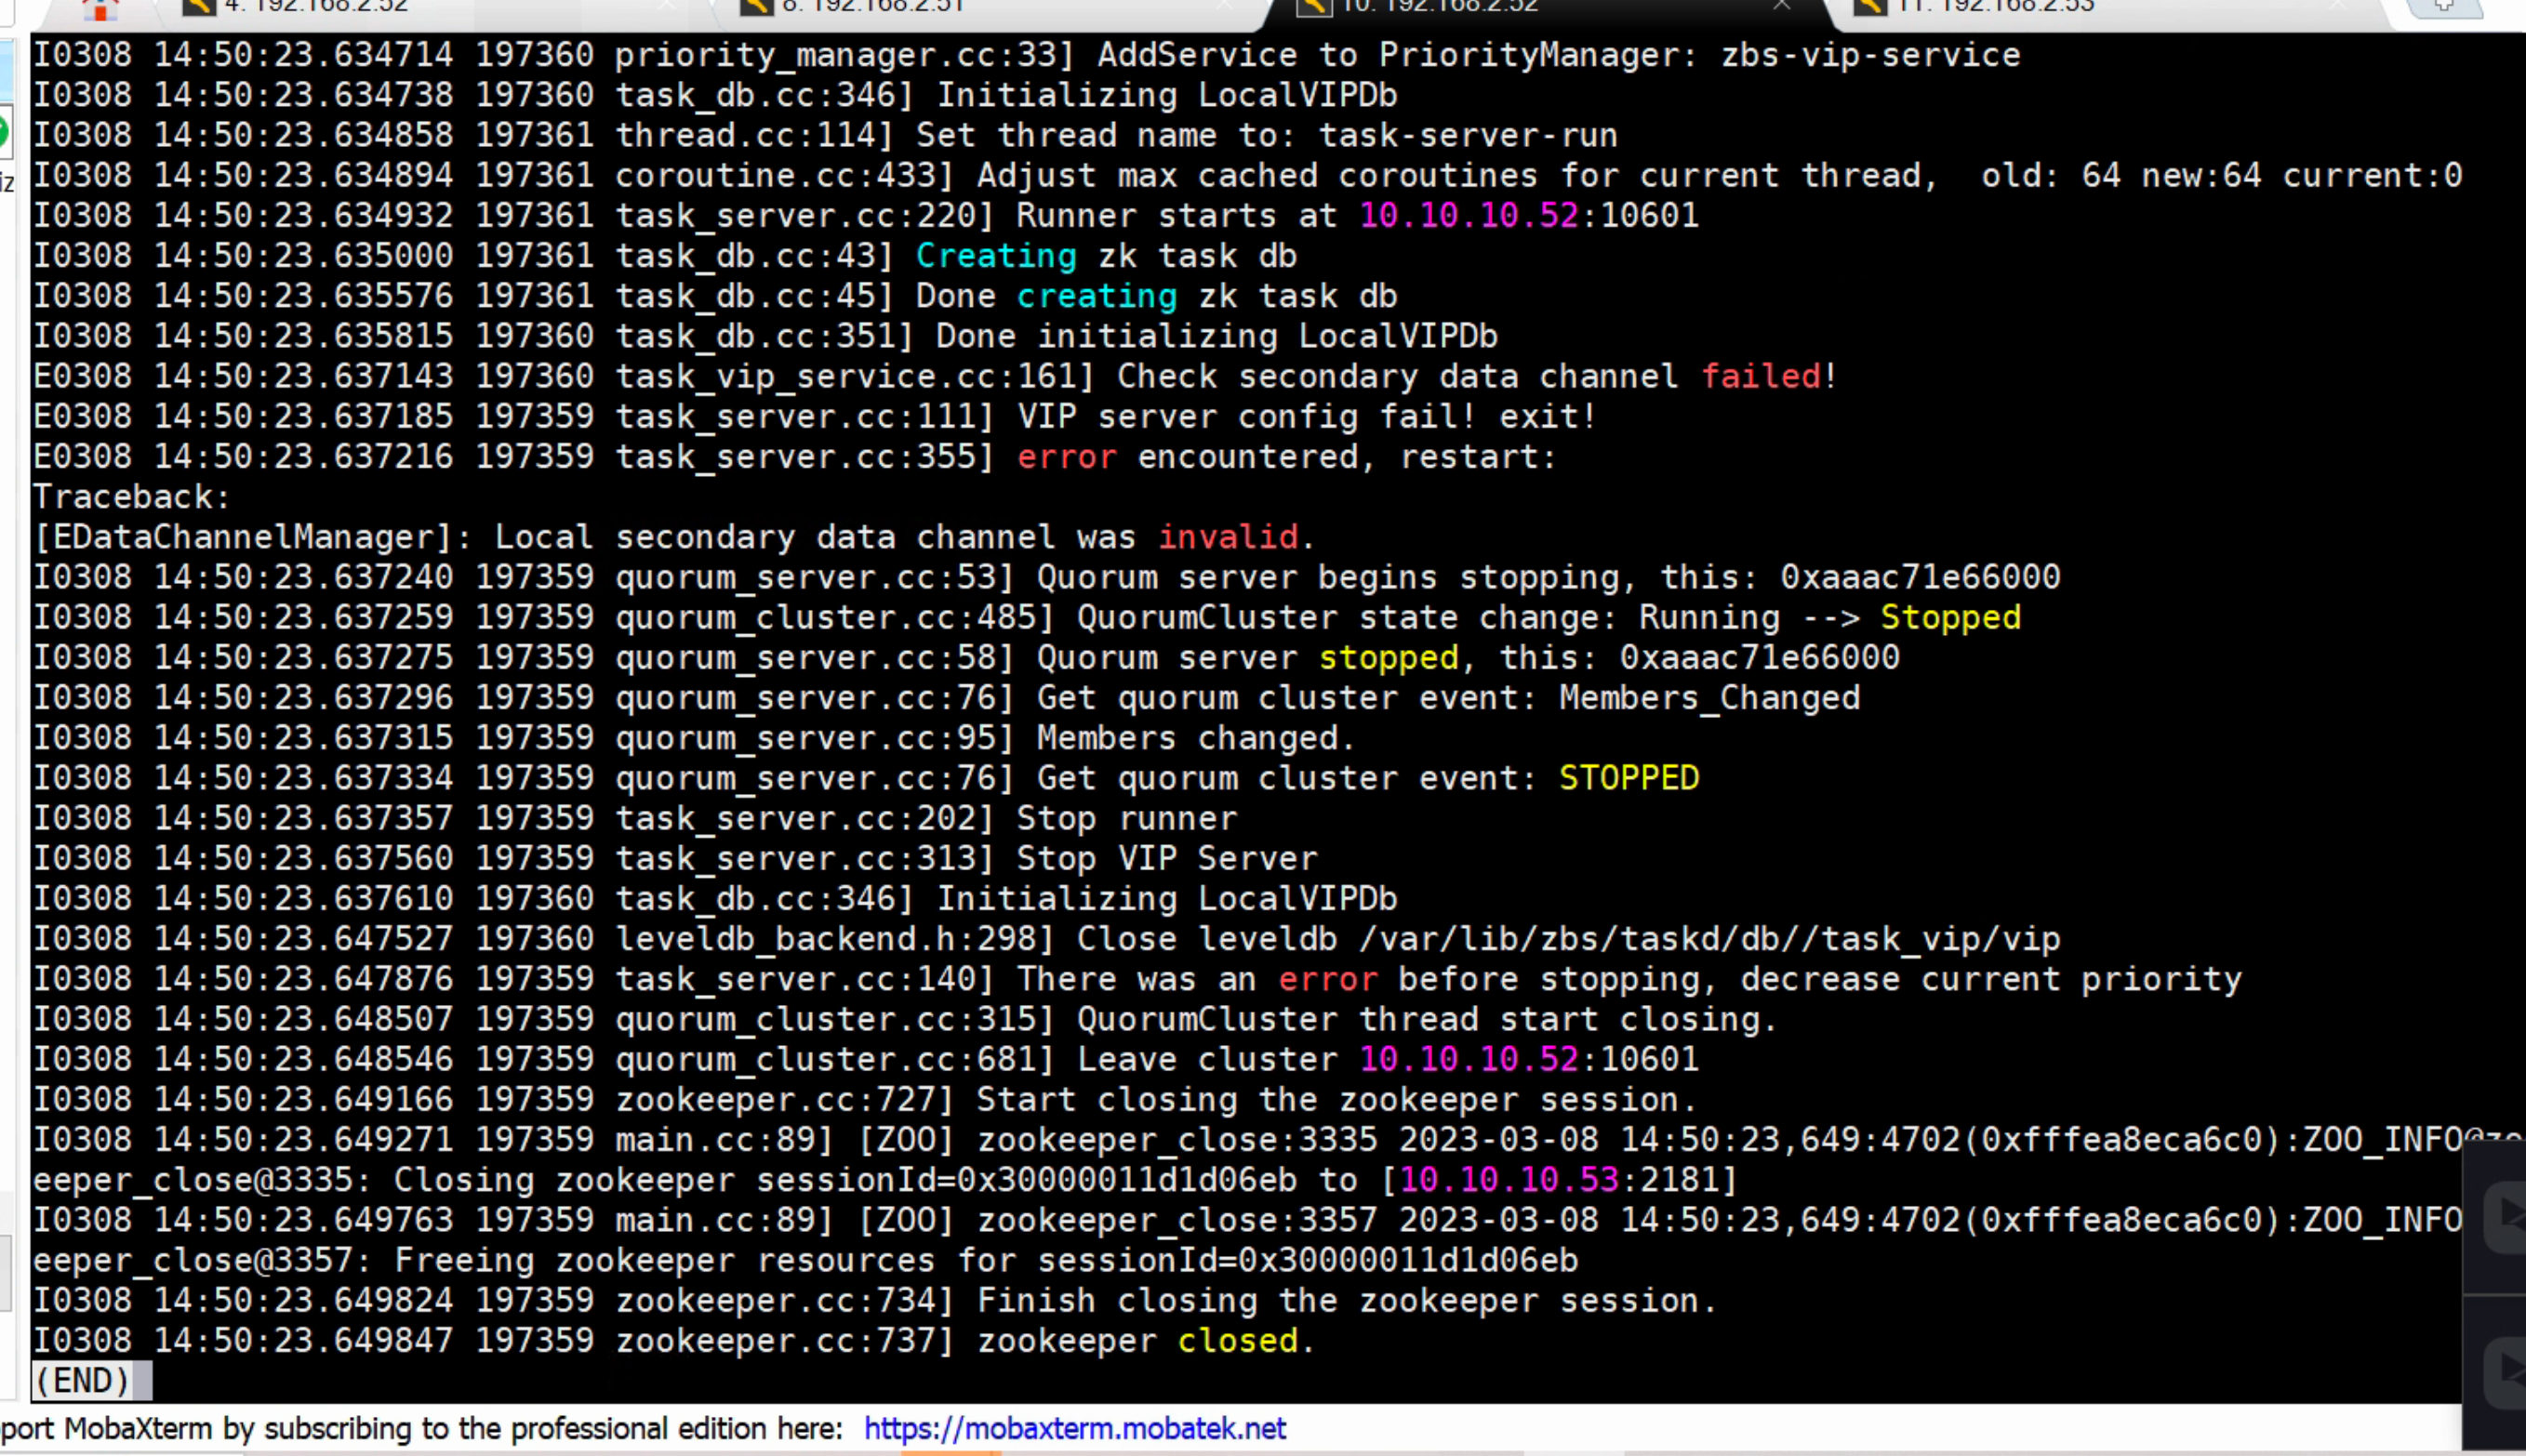 4. 192.168.2.52
8. 192.168.2.51
10. 192.168.2.52
11. 192.168.2.53
iz
I0308 14:50:23.634714 197360 priority_manager.cc:33] AddService to PriorityManager: zbs-vip-service
I0308 14:50:23.634738 197360 task_db.cc:346] Initializing LocalVIPDb
I0308 14:50:23.634858 197361 thread.cc:114] Set thread name to: task-server-run
I0308 14:50:23.634894 197361 coroutine.cc:433] Adjust max cached coroutines for current thread,  old: 64 new:64 current:0
I0308 14:50:23.634932 197361 task_server.cc:220] Runner starts at 10.10.10.52:10601
I0308 14:50:23.635000 197361 task_db.cc:43] Creating zk task db
I0308 14:50:23.635576 197361 task_db.cc:45] Done creating zk task db
I0308 14:50:23.635815 197360 task_db.cc:351] Done initializing LocalVIPDb
E0308 14:50:23.637143 197360 task_vip_service.cc:161] Check secondary data channel failed!
E0308 14:50:23.637185 197359 task_server.cc:111] VIP server config fail! exit!
E0308 14:50:23.637216 197359 task_server.cc:355] error encountered, restart:
Traceback:
[EDataChannelManager]: Local secondary data channel was invalid.
I0308 14:50:23.637240 197359 quorum_server.cc:53] Quorum server begins stopping, this: 0xaaac71e66000
I0308 14:50:23.637259 197359 quorum_cluster.cc:485] QuorumCluster state change: Running --> Stopped
I0308 14:50:23.637275 197359 quorum_server.cc:58] Quorum server stopped, this: 0xaaac71e66000
I0308 14:50:23.637296 197359 quorum_server.cc:76] Get quorum cluster event: Members_Changed
I0308 14:50:23.637315 197359 quorum_server.cc:95] Members changed.
I0308 14:50:23.637334 197359 quorum_server.cc:76] Get quorum cluster event: STOPPED
I0308 14:50:23.637357 197359 task_server.cc:202] Stop runner
I0308 14:50:23.637560 197359 task_server.cc:313] Stop VIP Server
I0308 14:50:23.637610 197360 task_db.cc:346] Initializing LocalVIPDb
I0308 14:50:23.647527 197360 leveldb_backend.h:298] Close leveldb /var/lib/zbs/taskd/db//task_vip/vip
I0308 14:50:23.647876 197359 task_server.cc:140] There was an error before stopping, decrease current priority
I0308 14:50:23.648507 197359 quorum_cluster.cc:315] QuorumCluster thread start closing.
I0308 14:50:23.648546 197359 quorum_cluster.cc:681] Leave cluster 10.10.10.52:10601
I0308 14:50:23.649166 197359 zookeeper.cc:727] Start closing the zookeeper session.
I0308 14:50:23.649271 197359 main.cc:89] [ZOO] zookeeper_close:3335 2023-03-08 14:50:23,649:4702(0xfffea8eca6c0):ZOO_INFO@zo
eeper_close@3335: Closing zookeeper sessionId=0x30000011d1d06eb to [10.10.10.53:2181]
I0308 14:50:23.649763 197359 main.cc:89] [ZOO] zookeeper_close:3357 2023-03-08 14:50:23,649:4702(0xfffea8eca6c0):ZOO_INFO
eeper_close@3357: Freeing zookeeper resources for sessionId=0x30000011d1d06eb
I0308 14:50:23.649824 197359 zookeeper.cc:734] Finish closing the zookeeper session.
I0308 14:50:23.649847 197359 zookeeper.cc:737] zookeeper closed.
(END)
port MobaXterm by subscribing to the professional edition here: https://mobaxterm.mobatek.net